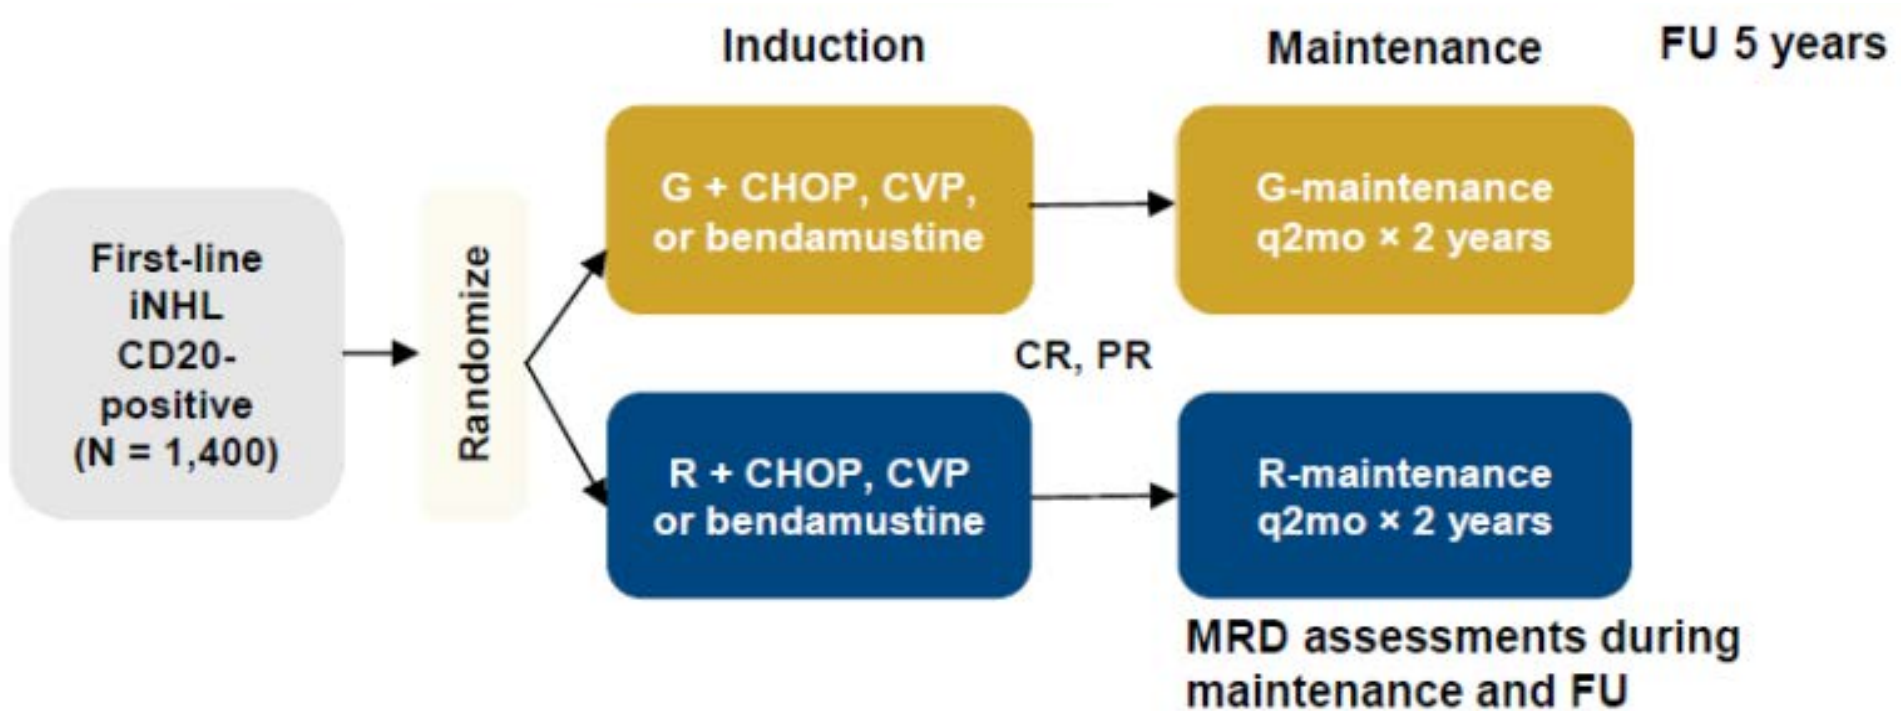 Induction
Maintenance
FU 5 years
First-line
iNHL
CD20-
positive
(N = 1,400)
Randomize
G + CHOP, CVP,
or bendamustine
G-maintenance
q2mo × 2 years
CR, PR
R + CHOP, CVP
or bendamustine
R-maintenance
q2mo × 2 years
MRD assessments during
maintenance and FU